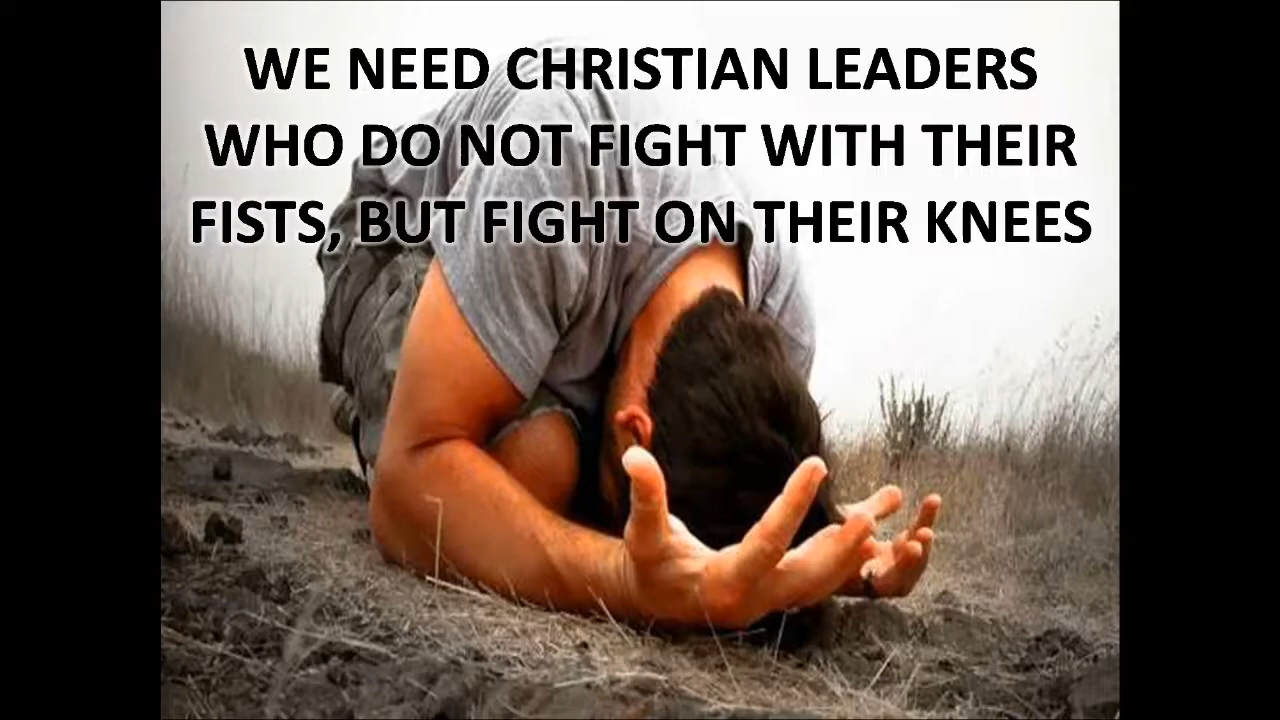 WE NEED CHRISTIAN LEADERS
WHO DO NOT FIGHT WITH THEIR
FISTS, BUT FIGHT ON THEIR KNEES